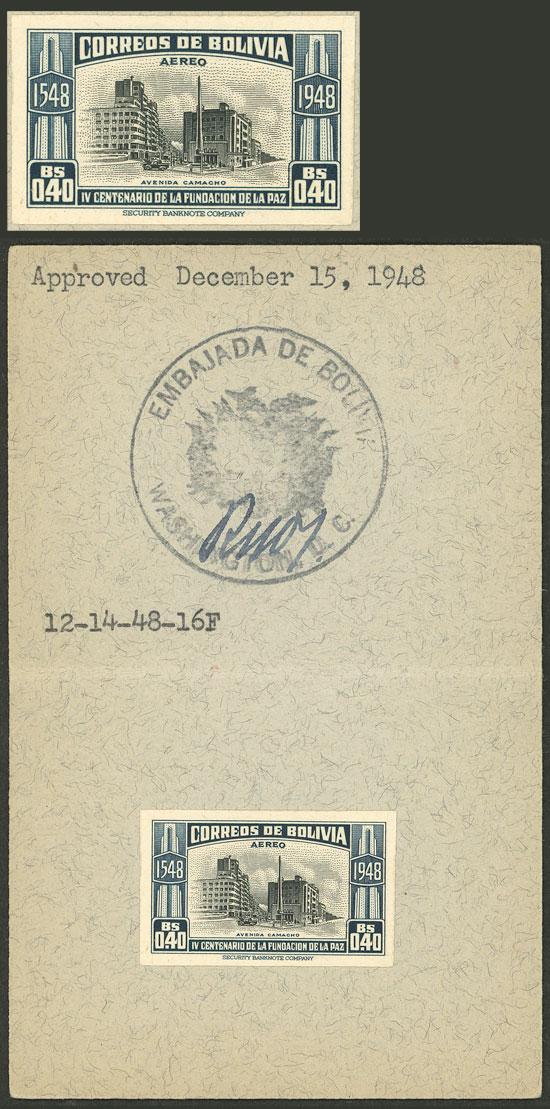 CORREOS DE BOLIVIA
AEREO
1548 1948
AVENIDA CAMACHO
BS 0.40 IV CENTENARIO DE LA FUNDACION DE LA PAZ BS 0.40
SECURITY BANKNOTE COMPANY
Approved December 15, 1948
EMBAJADA DE BOLIVIA
WASHINGTON, D. C.
12-14-48-16F
CORREOS DE BOLIVIA
AEREO
1548 1948
AVENIDA CAMACHO
BS 0.40 IV CENTENARIO DE LA FUNDACION DE LA PAZ BS 0.40
SECURITY BANKNOTE COMPANY